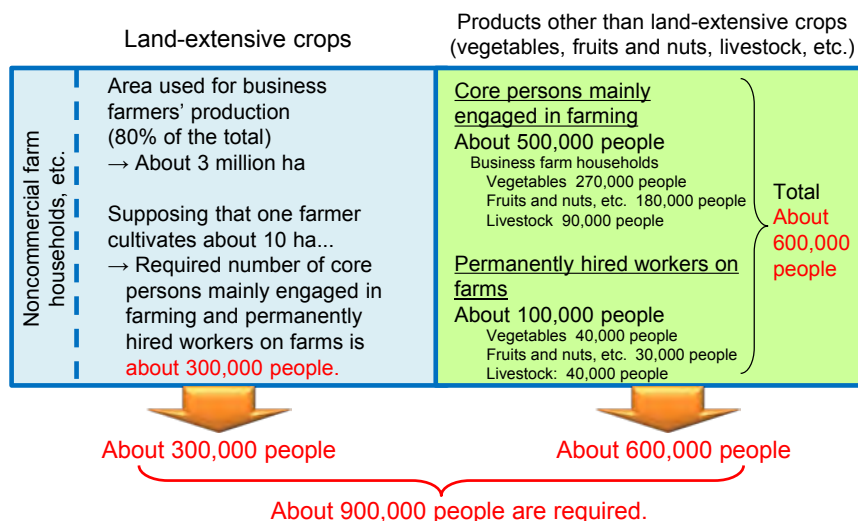 Land-extensive crops
Products other than land-extensive crops
(vegetables, fruits and nuts, livestock, etc.)
Noncommercial farm
households, etc.
Area used for business
farmers’ production
(80% of the total)
→ About 3 million ha
Supposing that one farmer
cultivates about 10 ha...
→ Required number of core
persons mainly engaged in
farming and permanently
hired workers on farms is
about 300,000 people.
Core persons mainly
engaged in farming
About 500,000 people
Business farm households
Vegetables 270,000 people
Fruits and nuts, etc. 180,000 people
Livestock 90,000 people
Permanently hired workers on
farms
About 100,000 people
Vegetables 40,000 people
Fruits and nuts, etc. 30,000 people
Livestock: 40,000 people
Total
About
600,000
people
About 300,000 people
About 600,000 people
About 900,000 people are required.